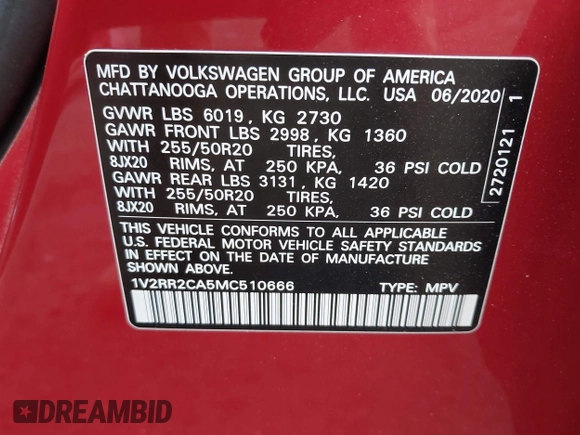 MFD BY VOLKSWAGEN GROUP OF AMERICA
CHATTANOOGA OPERATIONS, LLC. USA 06/2020
GVWR LBS 6019, KG 2730
GAWR FRONT LBS 2998, KG 1360
WITH 255/50R20 TIRES,
8JX20 RIMS, AT 250 KPA, 36 PSI COLD
GAWR REAR LBS 3131, KG 1420
WITH 255/50R20 TIRES,
8JX20 RIMS, AT 250 KPA, 36 PSI COLD
THIS VEHICLE CONFORMS TO ALL APPLICABLE
U.S. FEDERAL MOTOR VEHICLE SAFETY STANDARDS
IN EFFECT ON THE DATE OF MANUFACTURE
SHOWN ABOVE.
1V2RR2CA5MC510666 TYPE: MPV
2720121 1
DREAMBID